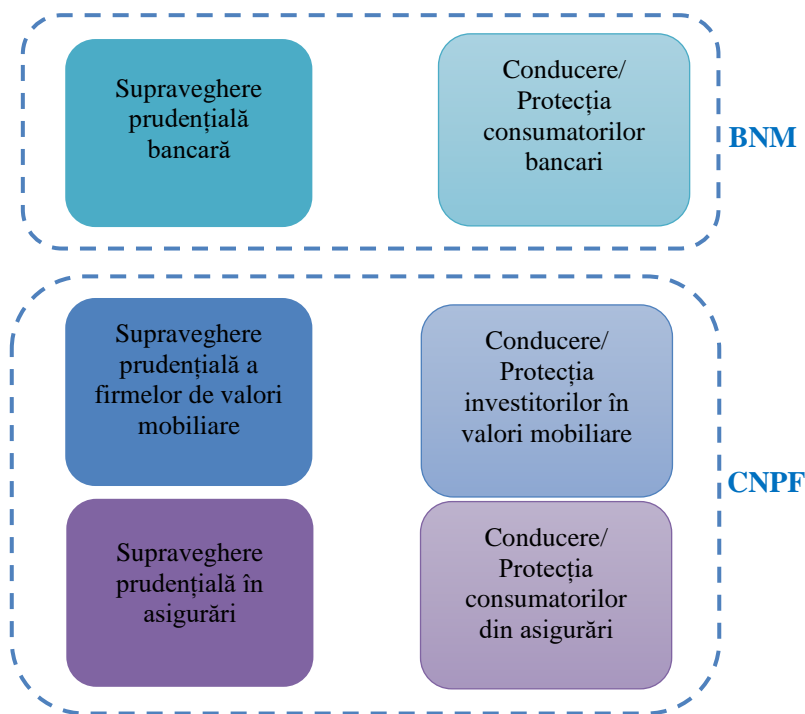 Supraveghere
prudențială
bancară
Conducere/
Protecția
consumatorilor
bancari
BNM
Supraveghere
prudențială a
firmelor de valori
mobiliare
Conducere/
Protecția
investitorilor în
valori mobiliare
CNPF
Supraveghere
prudențială în
asigurări
Conducere/
Protecția
consumatorilor
din asigurări